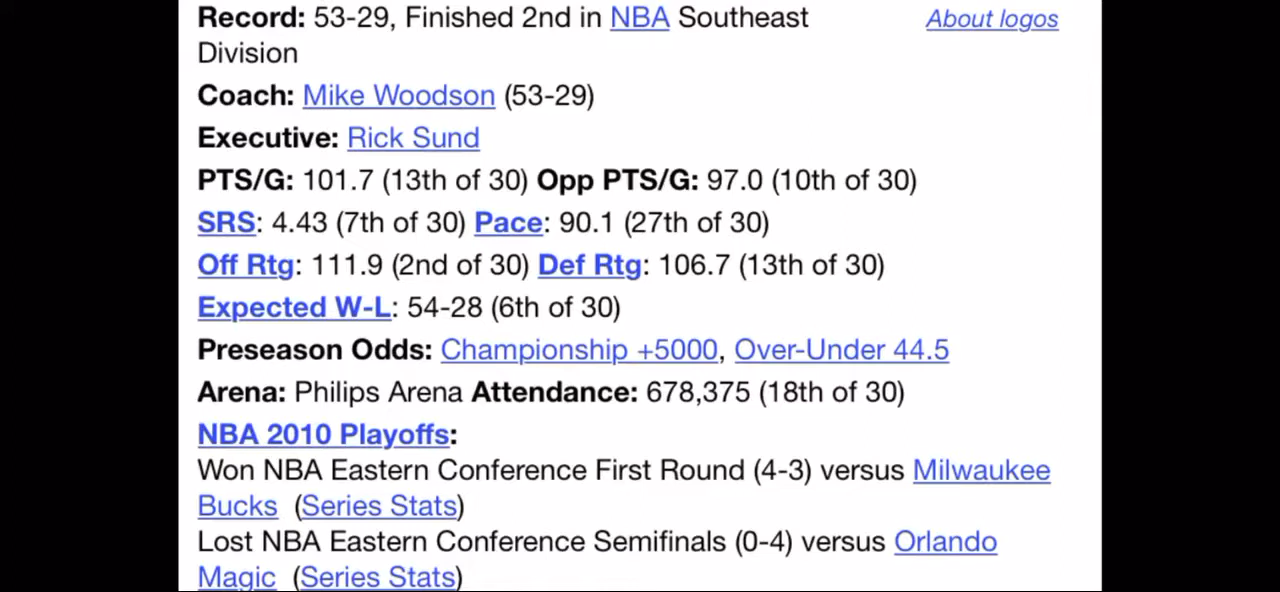 Record: 53-29, Finished 2nd in NBA Southeast
About logos
Division
Coach: Mike Woodson (53-29)
Executive: Rick Sund
PTS/G: 101.7 (13th of 30) Opp PTS/G: 97.0 (10th of 30)
SRS: 4.43 (7th of 30) Pace: 90.1 (27th of 30)
Off Rtg: 111.9 (2nd of 30) Def Rtg: 106.7 (13th of 30)
Expected W-L: 54-28 (6th of 30)
Preseason Odds: Championship +5000, Over-Under 44.5
Arena: Philips Arena Attendance: 678,375 (18th of 30)
NBA 2010 Playoffs:
Won NBA Eastern Conference First Round (4-3) versus Milwaukee
Bucks (Series Stats)
Lost NBA Eastern Conference Semifinals (0-4) versus Orlando
Magic (Series Stats)